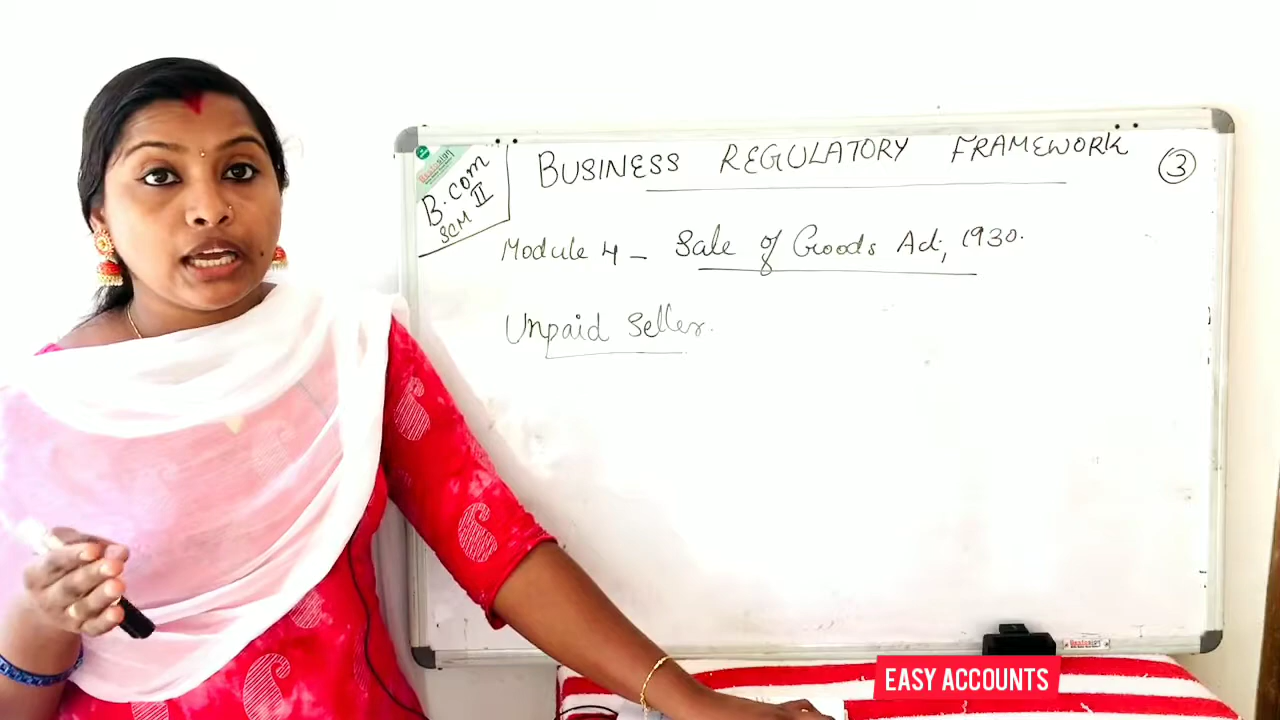 B.com
SEM II
BUSINESS REGULATORY FRAMEWORK
3
Module 4 - Sale of Goods Act, 1930.
Unpaid Seller.
EASY ACCOUNTS